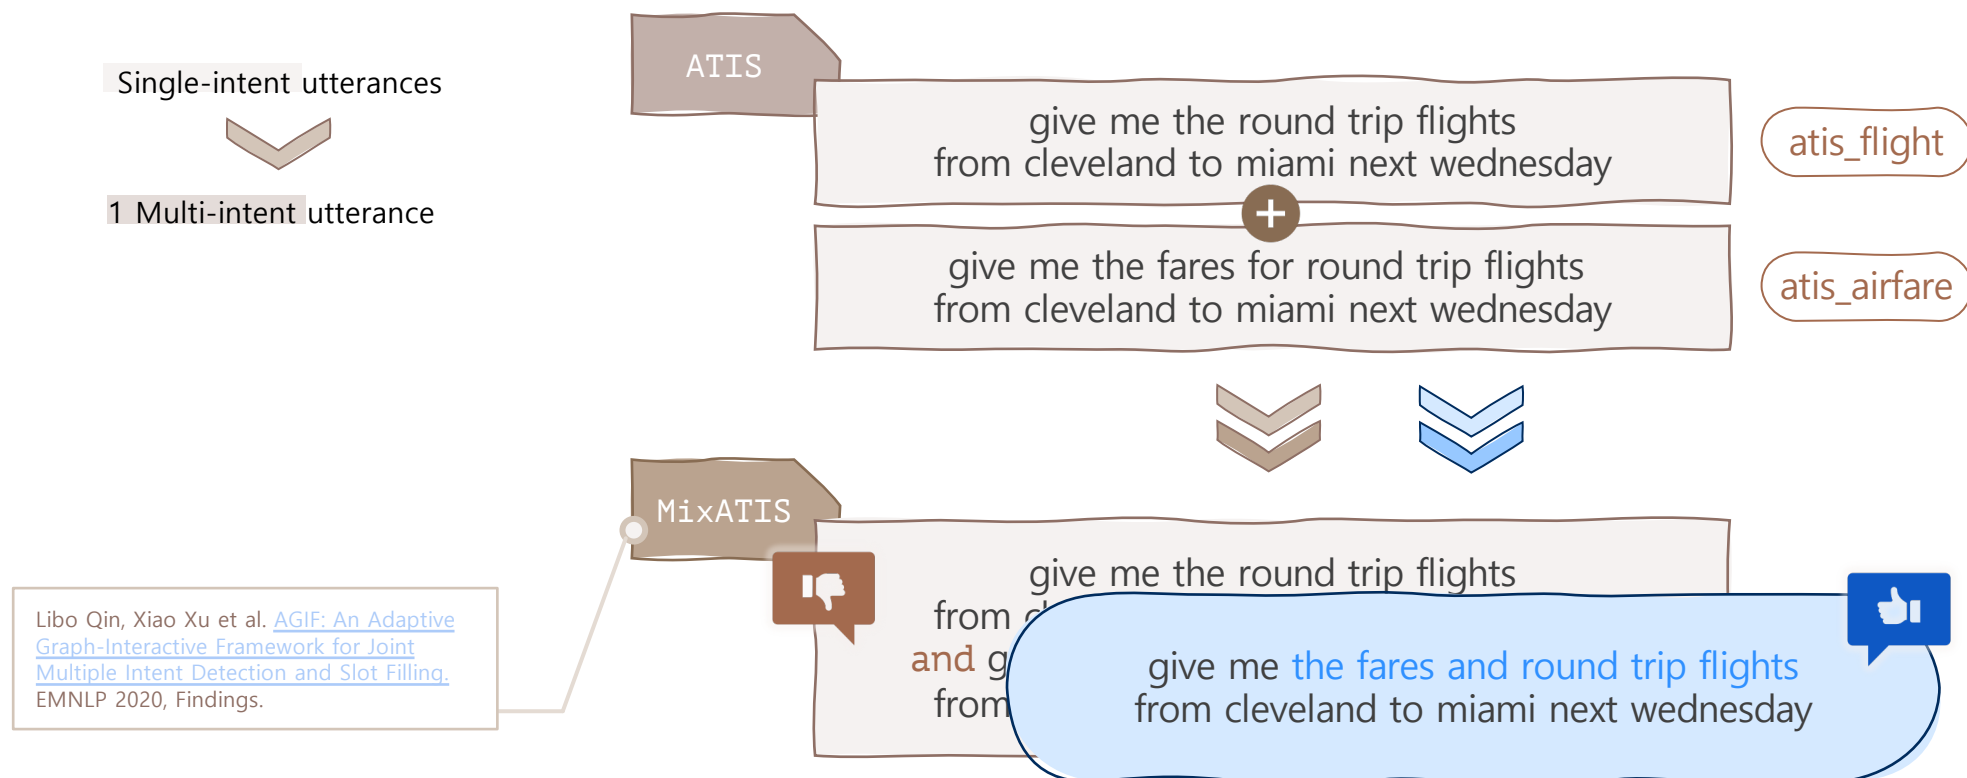 Single-intent utterances
1 Multi-intent utterance
ATIS
give me the round trip flights
from cleveland to miami next wednesday
atis_flight
give me the fares for round trip flights
from cleveland to miami next wednesday
atis_airfare
MixATIS
give me the round trip flights
from
and
from
give me the fares and round trip flights
from cleveland to miami next wednesday
Libo Qin, Xiao Xu et al. AGIF: An Adaptive
Graph-Interactive Framework for Joint
Multiple Intent Detection and Slot Filling.
EMNLP 2020, Findings.